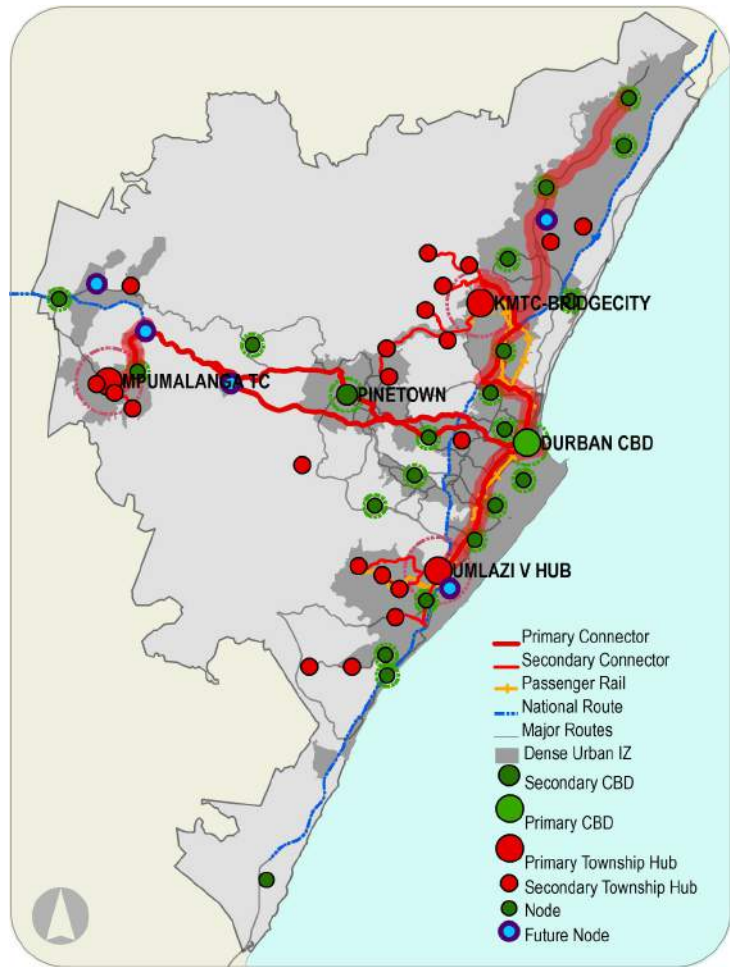 KMTC-BRIDGECITY
MPUMALANGA TC
PINETOWN
DURBAN CBD
UMLAZI V HUB
Primary Connector
Secondary Connector
Passenger Rail
National Route
Major Routes
Dense Urban IZ
Secondary CBD
Primary CBD
Primary Township Hub
Secondary Township Hub
Node
Future Node